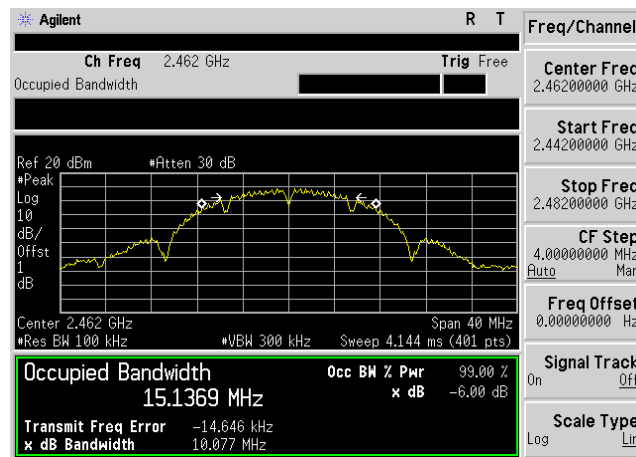 Agilent
R T
Ch Freq 2.462 GHz
Trig Free
Occupied Bandwidth
Ref 20 dBm
#Atten 30 dB
#Peak
Log
10
dB/
Offst
1
dB
Center 2.462 GHz
Span 40 MHz
#Res BW 100 kHz
#VBW 300 kHz
Sweep 4.144 ms (401 pts)
Occupied Bandwidth
15.1369 MHz
Occ BW % Pwr 99.00 %
x dB -6.00 dB
Transmit Freq Error -14.646 kHz
x dB Bandwidth 10.077 MHz
Freq/Channel
Center Freq
2.46200000 GHz
Start Freq
2.44200000 GHz
Stop Freq
2.48200000 GHz
CF Step
4.00000000 MHz
Auto Man
Freq Offset
0.00000000 Hz
Signal Track
On Off
Scale Type
Log Lin